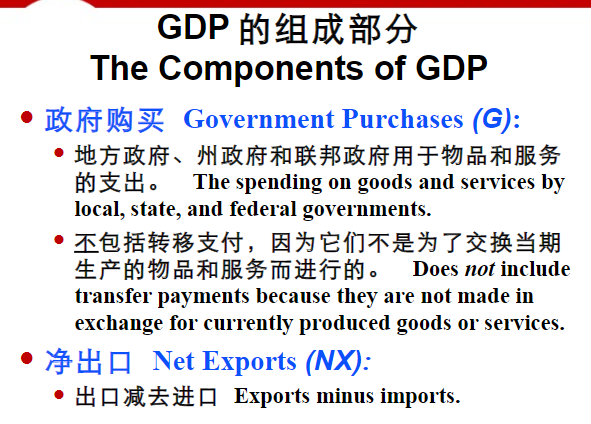 GDP 的组成部分
The Components of GDP
• 政府购买 Government Purchases (G):
• 地方政府、州政府和联邦政府用于物品和服务
的支出。 The spending on goods and services by
local, state, and federal governments.
• 不包括转移支付，因为它们不是为了交换当期
生产的物品和服务而进行的。 Does not include
transfer payments because they are not made in
exchange for currently produced goods or services.
• 净出口 Net Exports (NX):
• 出口减去进口 Exports minus imports.